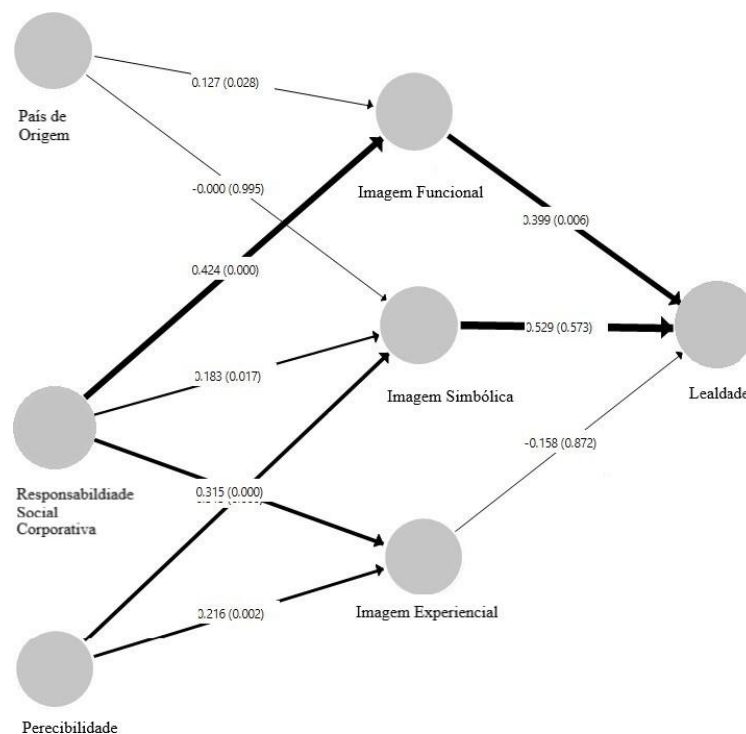 0.127 (0.028)
País de
Origem
-0.000 (0.995)
Imagem Funcional
0.399 (0.006)
0.424 (0.000)
0.529 (0.573)
0.183 (0.017)
Imagem Simbólica
Lealdade
-0.158 (0.872)
Responsabildiade
Social
Corporativa
0.315 (0.000)
Imagem Experiencial
0.216 (0.002)
Perecibilidade